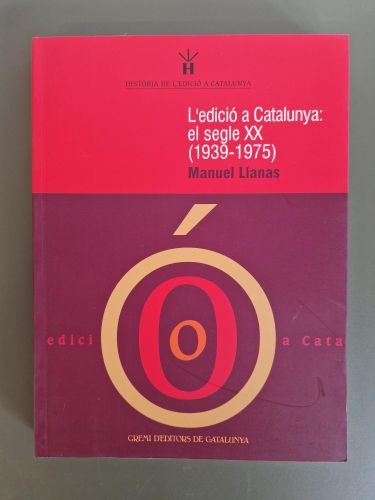 H
HISTÒRIA DE L'EDICIÓ A CATALUNYA
L'edició a Catalunya:
el segle XX
(1939-1975)
Manuel Llanas
edici Ó a Cata
GREMI D'EDITORS DE CATALUNYA